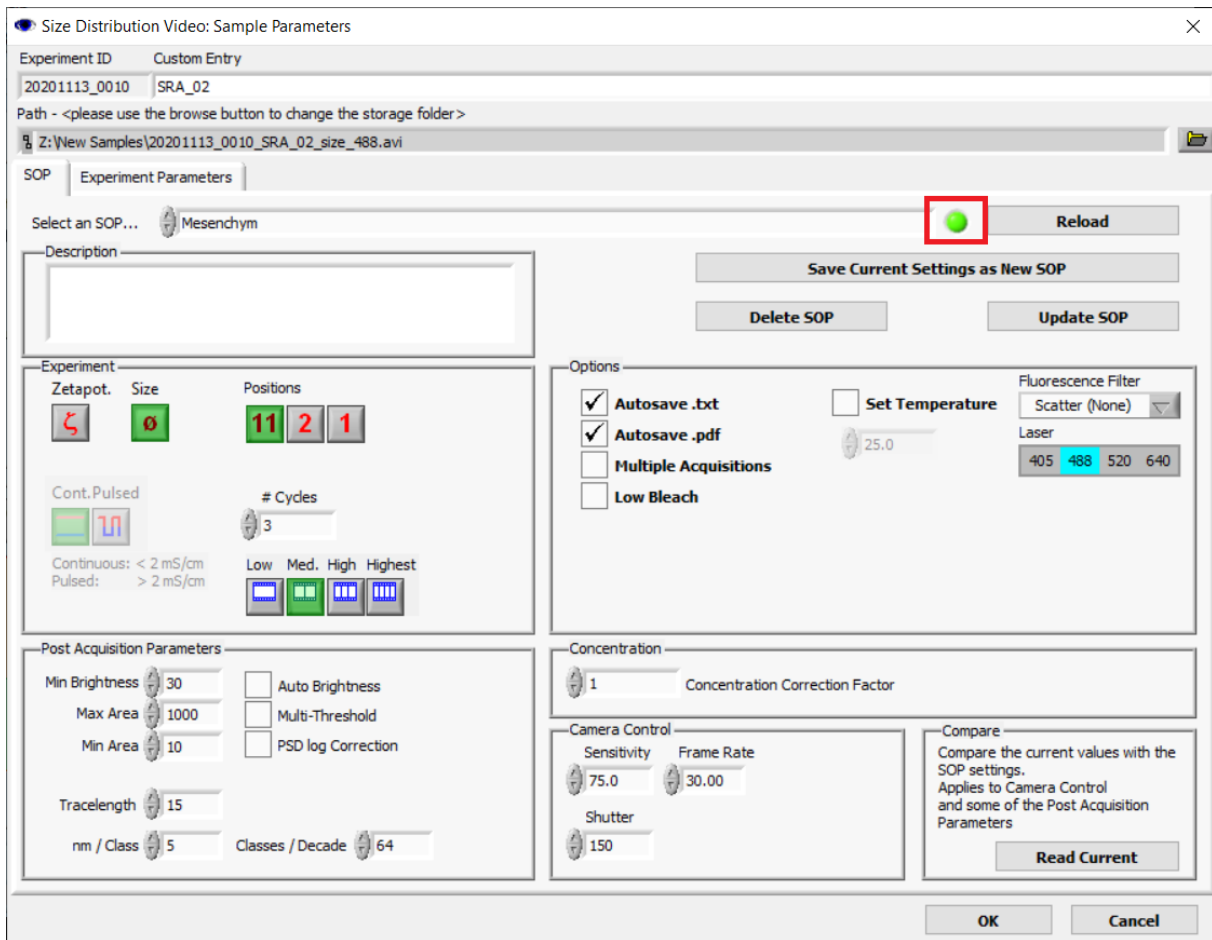 Size Distribution Video: Sample Parameters
Experiment ID Custom Entry
20201113_0010 SRA_02
Path - <please use the browse button to change the storage folder>
Z:\New Samples\20201113_0010_SRA_02_size_488.avi
SOP Experiment Parameters
Select an SOP... Mesenchym Reload
Description
Save Current Settings as New SOP
Delete SOP Update SOP
Experiment
Zetapot. Size Positions
ζ ø 11 2 1
Cont. Pulsed
# Cycles
3
Continuous: < 2 mS/cm
Pulsed: > 2 mS/cm
Low Med. High Highest
Options
Autosave .txt
Autosave .pdf
Multiple Acquisitions
Low Bleach
Set Temperature
25.0
Fluorescence Filter
Scatter (None)
Laser
405 488 520 640
Post Acquisition Parameters
Min Brightness 30
Max Area 1000
Min Area 10
Auto Brightness
Multi-Threshold
PSD log Correction
Tracelength 15
nm / Class 5 Classes / Decade 64
Concentration
1 Concentration Correction Factor
Camera Control
Sensitivity Frame Rate
75.0 30.00
Shutter
150
Compare
Compare the current values with the
SOP settings.
Applies to Camera Control
and some of the Post Acquisition
Parameters
Read Current
OK Cancel